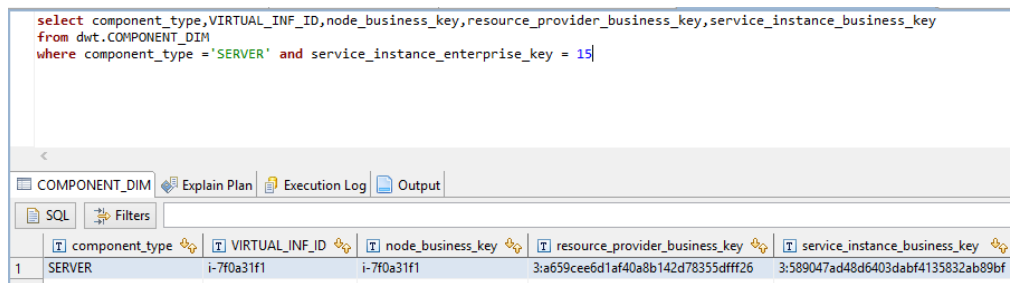 select component_type,VIRTUAL_INF_ID,node_business_key,resource_provider_business_key,service_instance_business_key
from dwt.COMPONENT_DIM
where component_type ='SERVER' and service_instance_enterprise_key = 15
COMPONENT_DIM Explain Plan Execution Log Output
SQL Filters
component_type VIRTUAL_INF_ID node_business_key resource_provider_business_key service_instance_business_key
1 SERVER i-7f0a31f1 i-7f0a31f1 3:a659cee6d1af40a8b142d78355dfff26 3:589047ad48d6403dabf4135832ab89bf